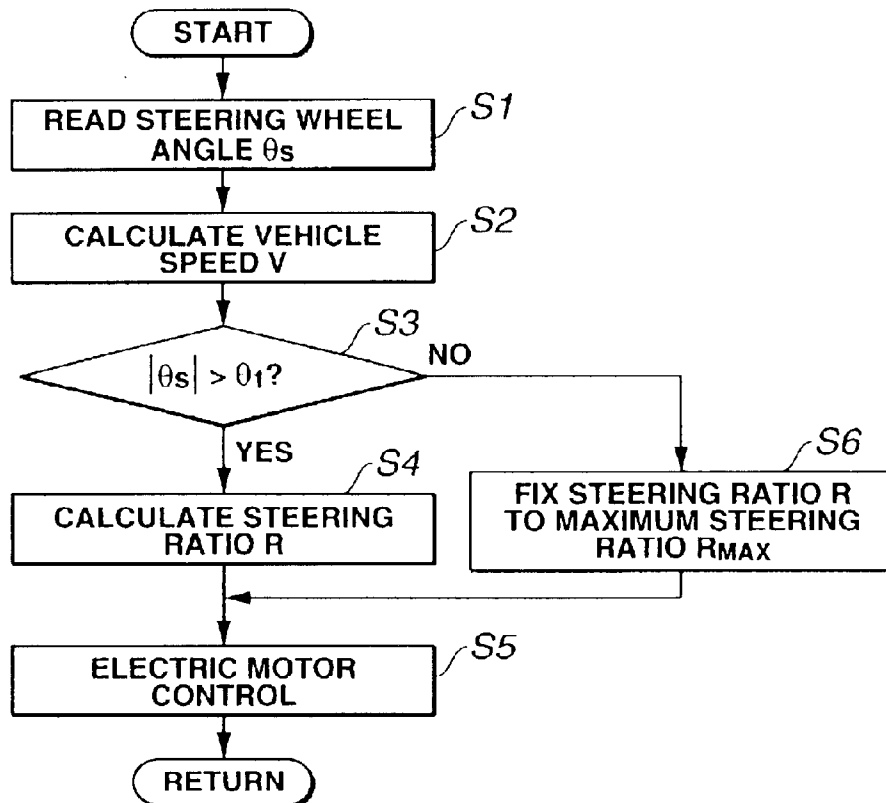 START
READ STEERING WHEEL
ANGLE θs
S1
CALCULATE VEHICLE
SPEED V
S2
|θs| > θ1?
S3
NO
YES
CALCULATE STEERING
RATIO R
S4
FIX STEERING RATIO R
TO MAXIMUM STEERING
RATIO RMAX
S6
ELECTRIC MOTOR
CONTROL
S5
RETURN